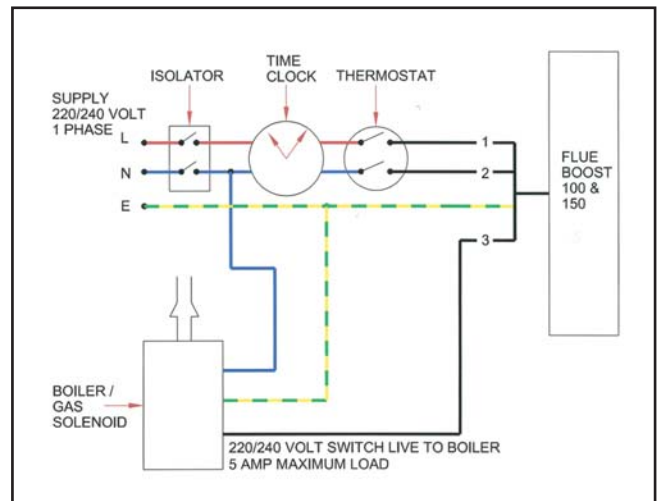 TIME
CLOCK
ISOLATOR
THERMOSTAT
SUPPLY
220/240 VOLT
1 PHASE
L
N
E
1
2
3
FLUE
BOOST
100 &
150
BOILER /
GAS
SOLENOID
220/240 VOLT SWITCH LIVE TO BOILER
5 AMP MAXIMUM LOAD